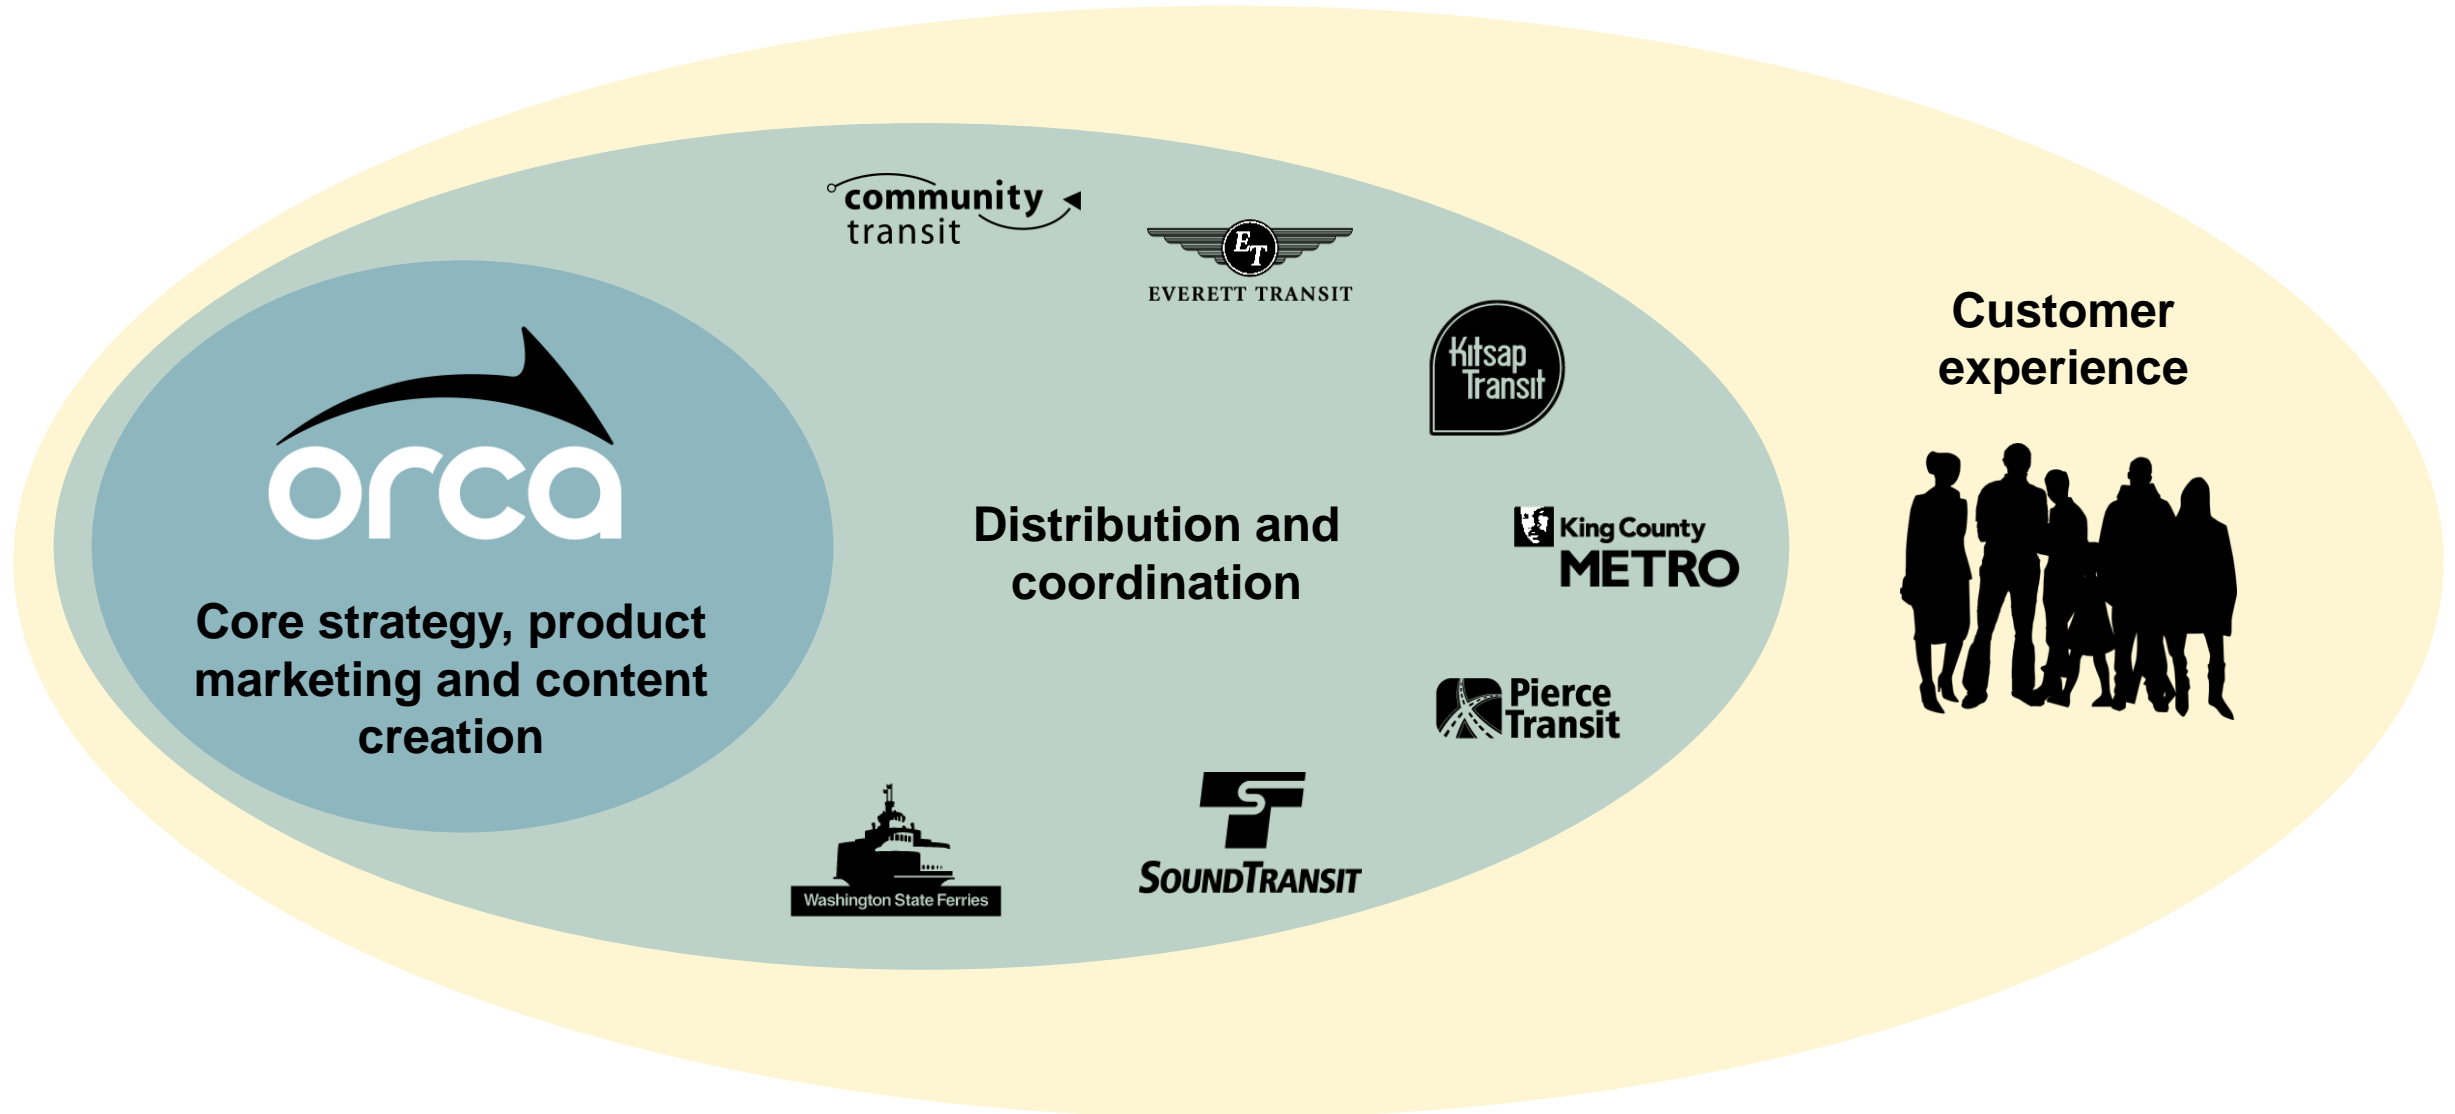 orca
Core strategy, product
marketing and content
creation
community
transit
ET
EVERETT TRANSIT
Kitsap
Transit
Distribution and
coordination
King County
METRO
Pierce
Transit
SOUNDTRANSIT
Washington State Ferries
Customer
experience